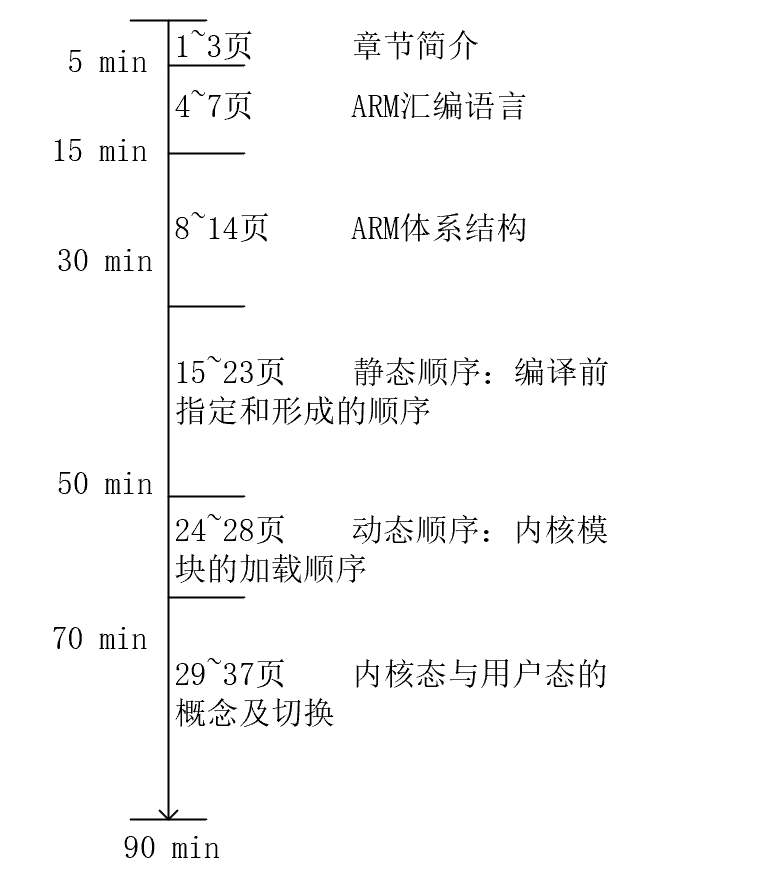 1~3页 章节简介
5 min
4~7页 ARM汇编语言
15 min
8~14页 ARM体系结构
30 min
15~23页 静态顺序：编译前
指定和形成的顺序
50 min
24~28页 动态顺序：内核模
块的加载顺序
70 min
29~37页 内核态与用户态的
概念及切换
90 min